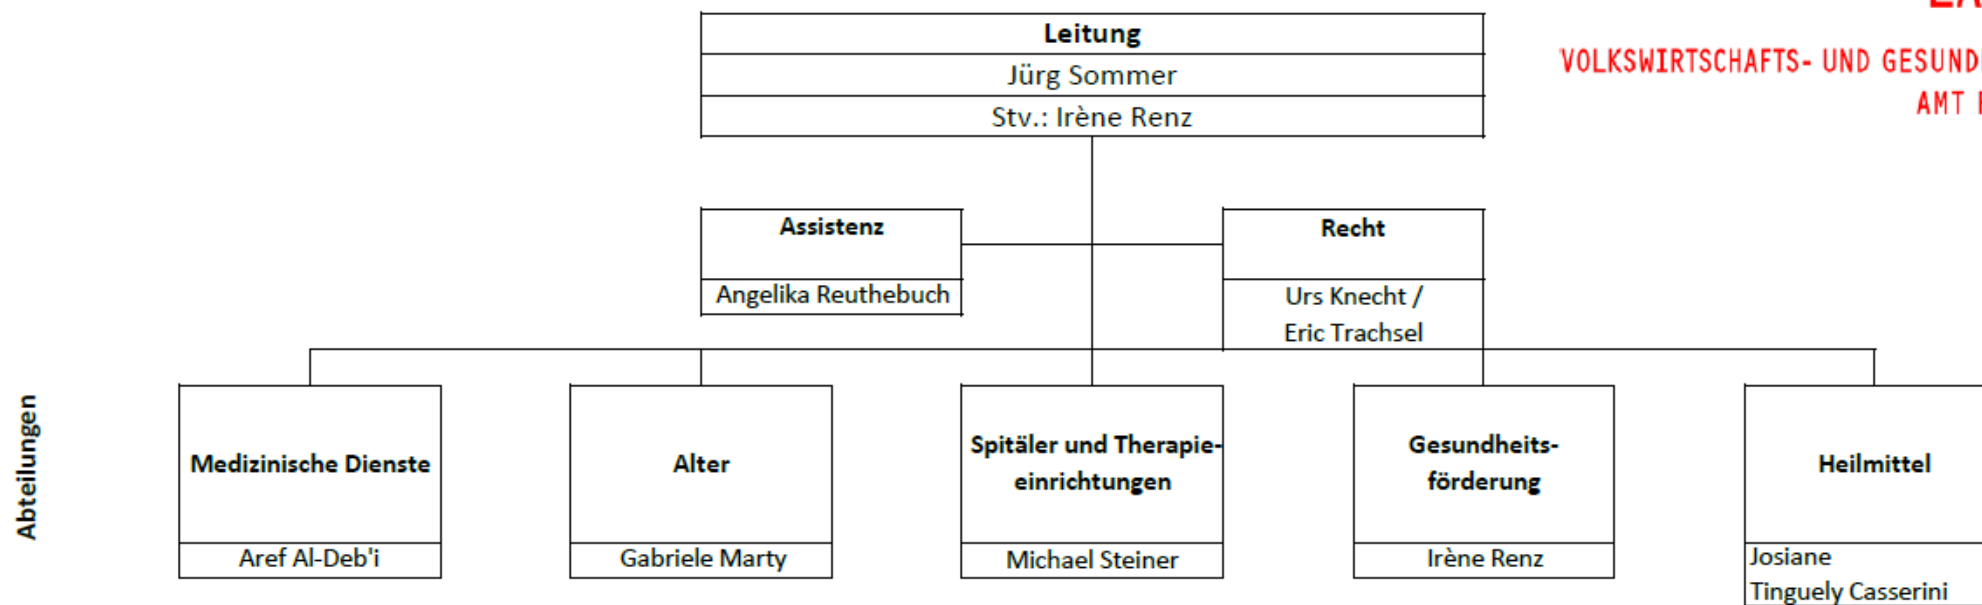 Leitung
Jürg Sommer
Stv.: Irène Renz
VOLKSWIRTSCHAFTS- UND
AMT
Assistenz
Angelika Reuthebuch
Recht
Urs Knecht /
Eric Trachsel
Abteilungen
Medizinische Dienste
Aref Al-Deb'i
Alter
Gabriele Marty
Spitäler und Therapie-
einrichtungen
Michael Steiner
Gesundheits-
förderung
Irène Renz
Heilmittel
Josiane
Tinguely Casserini